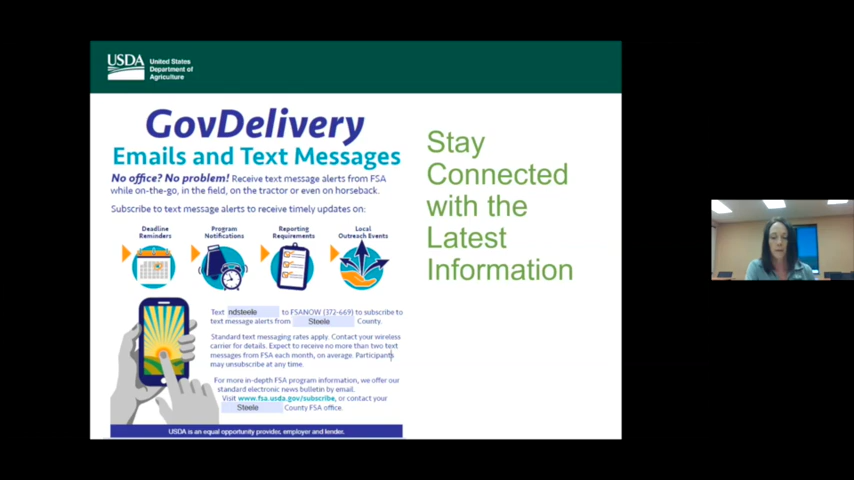 USDA
United States
Department of
Agriculture
GovDelivery
Emails and Text Messages
No office? No problem! Receive text message alerts from FSA
while on-the-go, in the field, on the tractor or even on horseback.
Subscribe to text message alerts to receive timely updates on:
Deadline
Reminders
Program
Notifications
Reporting
Requirements
Local
Outreach Events
Text ndsteele to FSANOW (372-669) to subscribe to
text message alerts from Steele County.
Standard text messaging rates apply. Contact your wireless
carrier for details. Expect to receive no more than two text
messages from FSA each month, on average. Participants
may unsubscribe at any time.
For more in-depth FSA program information, we offer our
standard electronic news bulletin by email.
Visit www.fsa.usda.gov/subscribe, or contact your
Steele County FSA office.
USDA is an equal opportunity provider, employer and lender.
Stay
Connected
with the
Latest
Information